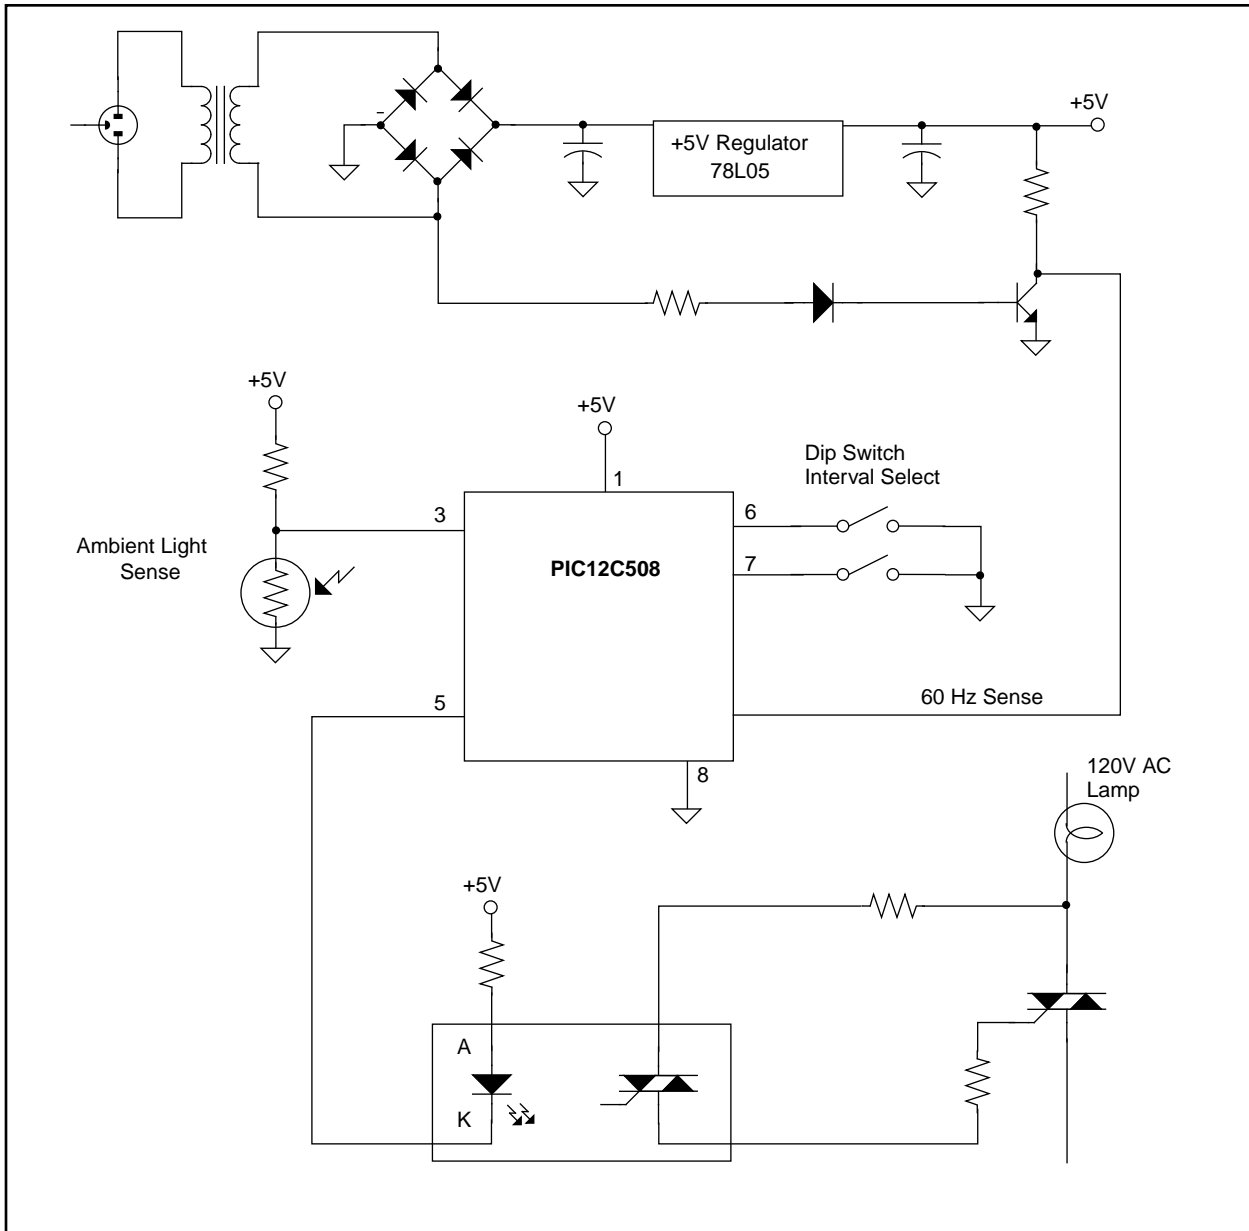 +5V
+5V Regulator
78L05
-
+5V
+5V
Dip Switch
Interval Select
1
3
6
Ambient Light
Sense
PIC12C508
7
5
60 Hz Sense
8
120V AC
Lamp
+5V
A
K